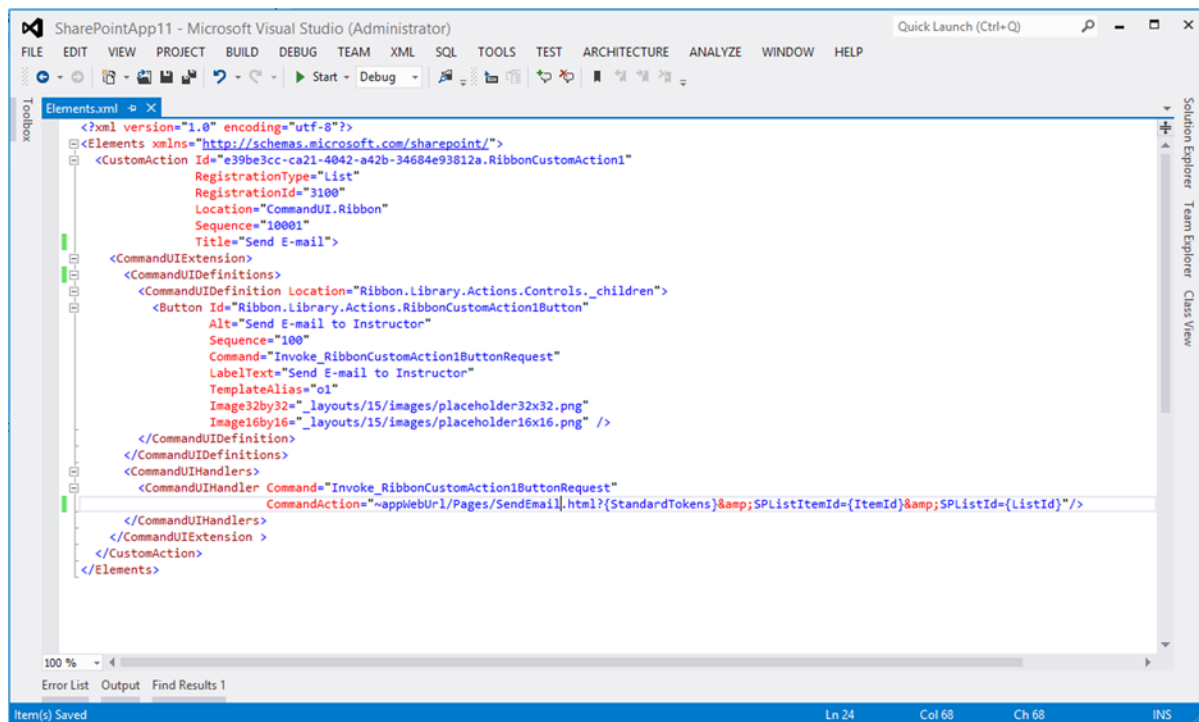 SharePointApp11 - Microsoft Visual Studio (Administrator)
Quick Launch (Ctrl+Q)
FILE EDIT VIEW PROJECT BUILD DEBUG TEAM XML SQL TOOLS TEST ARCHITECTURE ANALYZE WINDOW HELP
Start Debug
Toolbox
Elements.xml
<?xml version="1.0" encoding="utf-8"?>
<Elements xmlns="http://schemas.microsoft.com/sharepoint/">
<CustomAction Id="e39be3cc-ca21-4042-a42b-34684e93812a.RibbonCustomAction1"
RegistrationType="List"
RegistrationId="3100"
Location="CommandUI.Ribbon"
Sequence="10001"
Title="Send E-mail">
<CommandUIExtension>
<CommandUIDefinitions>
<CommandUIDefinition Location="Ribbon.Library.Actions.Controls._children">
<Button Id="Ribbon.Library.Actions.RibbonCustomAction1Button"
Alt="Send E-mail to Instructor"
Sequence="100"
Command="Invoke_RibbonCustomAction1ButtonRequest"
LabelText="Send E-mail to Instructor"
TemplateAlias="o1"
Image32by32="_layouts/15/images/placeholder32x32.png"
Image16by16="_layouts/15/images/placeholder16x16.png" />
</CommandUIDefinition>
</CommandUIDefinitions>
<CommandUIHandlers>
<CommandUIHandler Command="Invoke_RibbonCustomAction1ButtonRequest"
CommandAction="~appWebUrl/Pages/SendEmail.html?{StandardTokens}&amp;SPListItemId={ItemId}&amp;SPListId={ListId}"/>
</CommandUIHandlers>
</CommandUIExtension >
</CustomAction>
</Elements>
Solution Explorer
Team Explorer
Class View
100 %
Error List Output Find Results 1
Item(s) Saved Ln 24 Col 68 Ch 68 INS